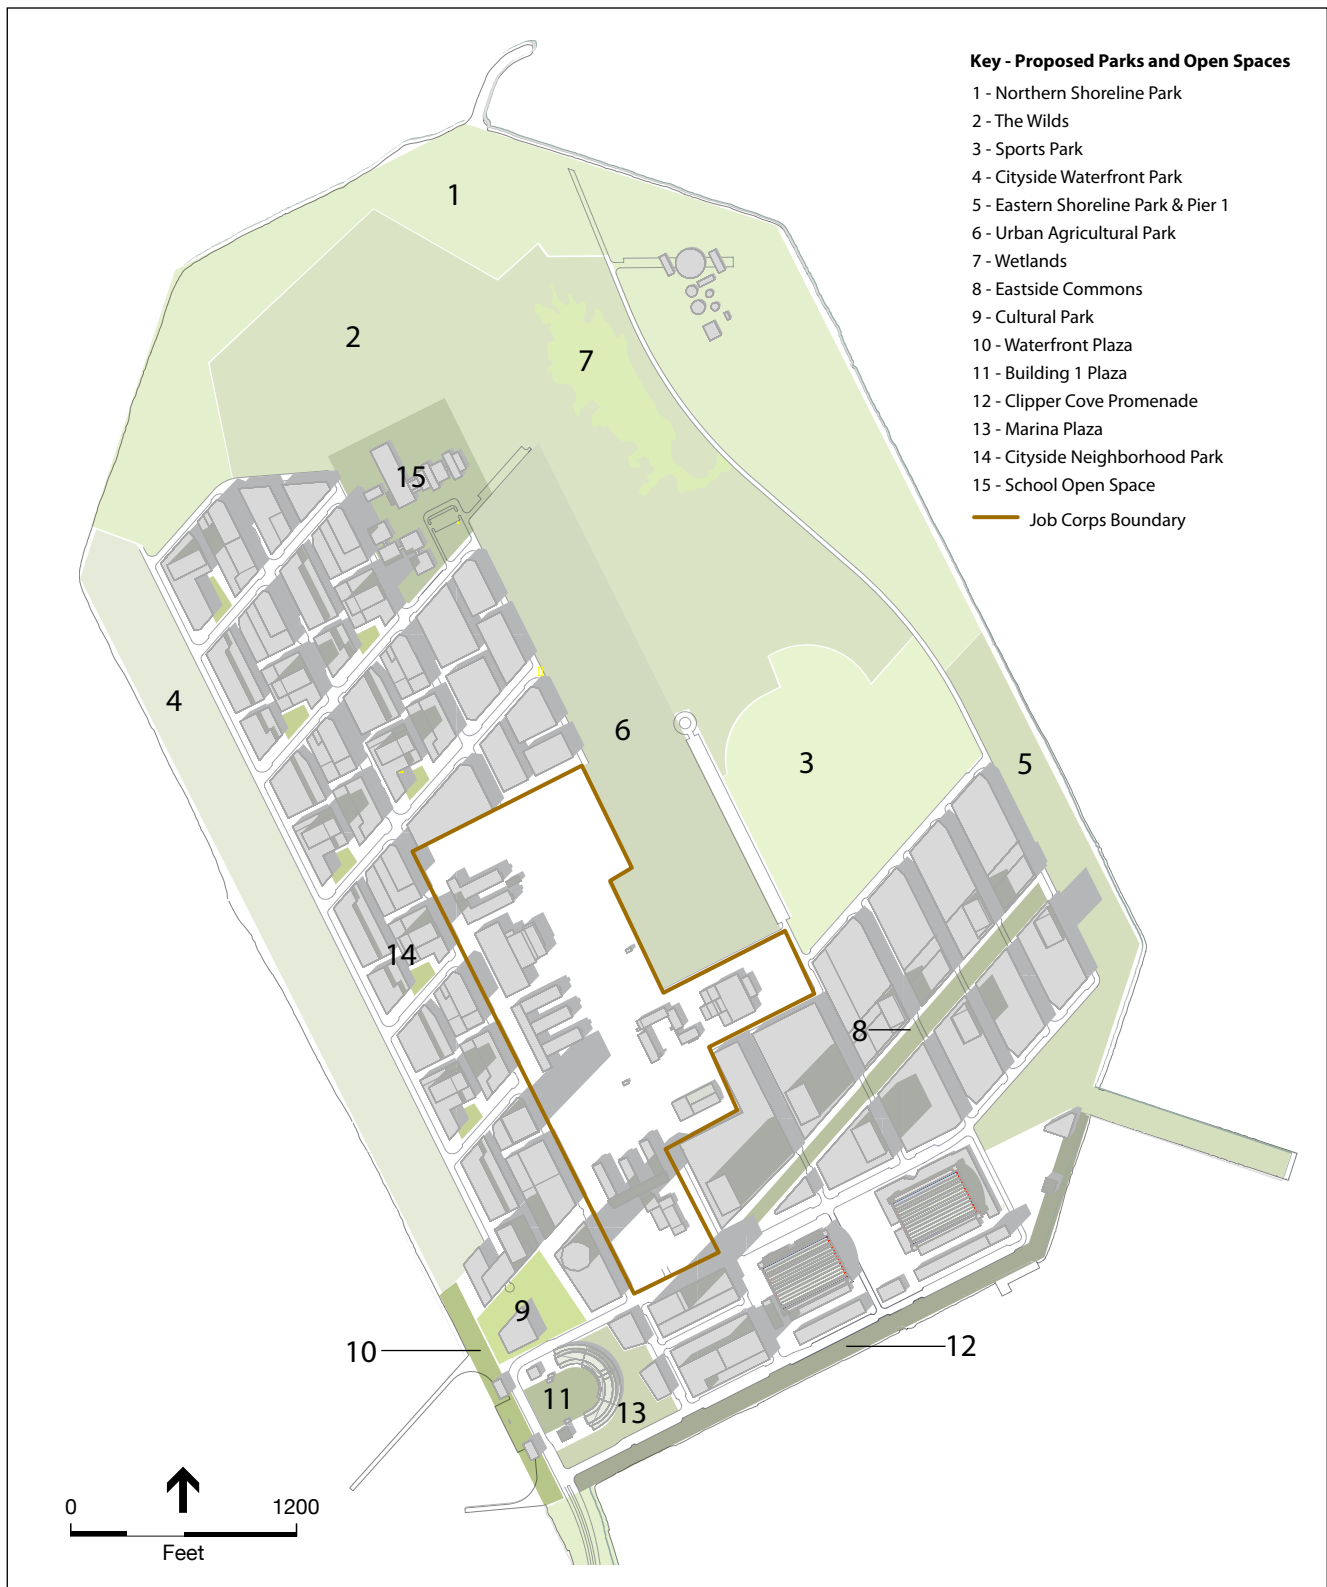 Key - Proposed Parks and Open Spaces
1 - Northern Shoreline Park
2 - The Wilds
3 - Sports Park
4 - Cityside Waterfront Park
5 - Eastern Shoreline Park & Pier 1
6 - Urban Agricultural Park
7 - Wetlands
8 - Eastside Commons
9 - Cultural Park
10 - Waterfront Plaza
11 - Building 1 Plaza
12 - Clipper Cove Promenade
13 - Marina Plaza
14 - Cityside Neighborhood Park
15 - School Open Space
Job Corps Boundary
1
2
7
15
4
6
3
5
14
8
9
10
12
11
13
0 1200
Feet